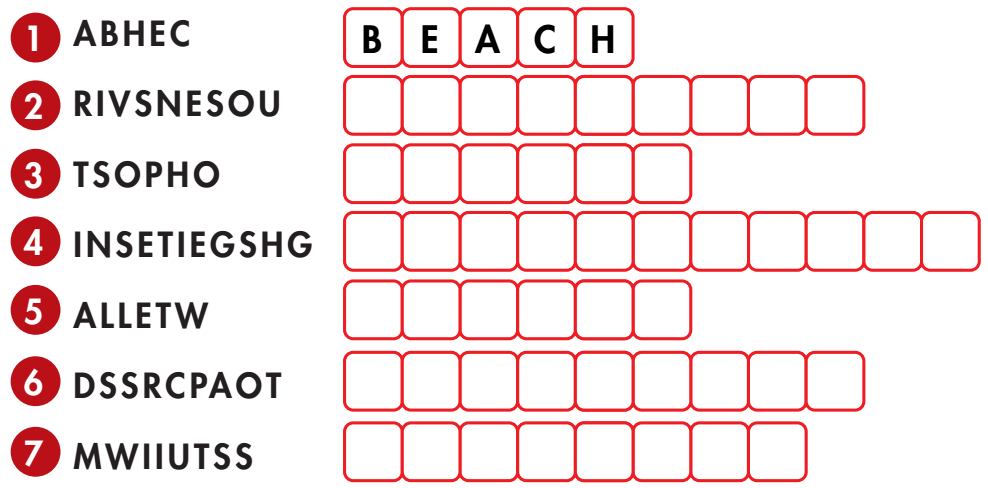 1 ABHEC B E A C H
2 RIVSNESOU
3 TSOPHO
4 INSETIEGSHG
5 ALLETW
6 DSSRCPAOT
7 MWIIUTSS